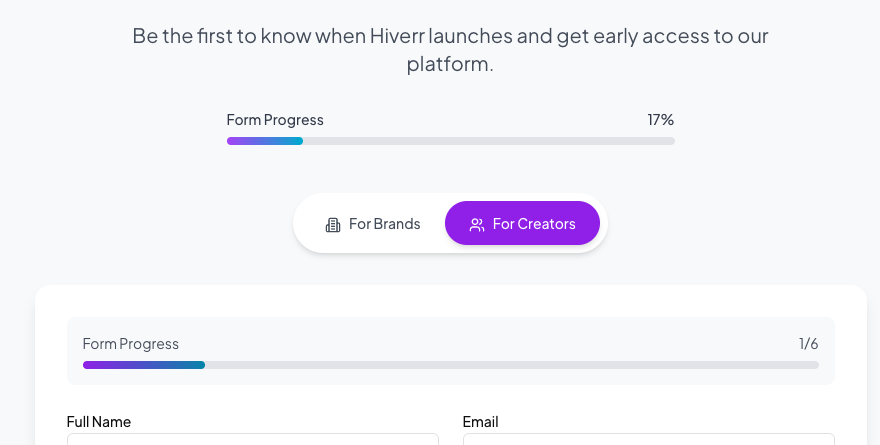 Be the first to know when Hiverr launches and get early access to our
platform.
Form Progress 17%
For Brands For Creators
Form Progress 1/6
Full Name Email